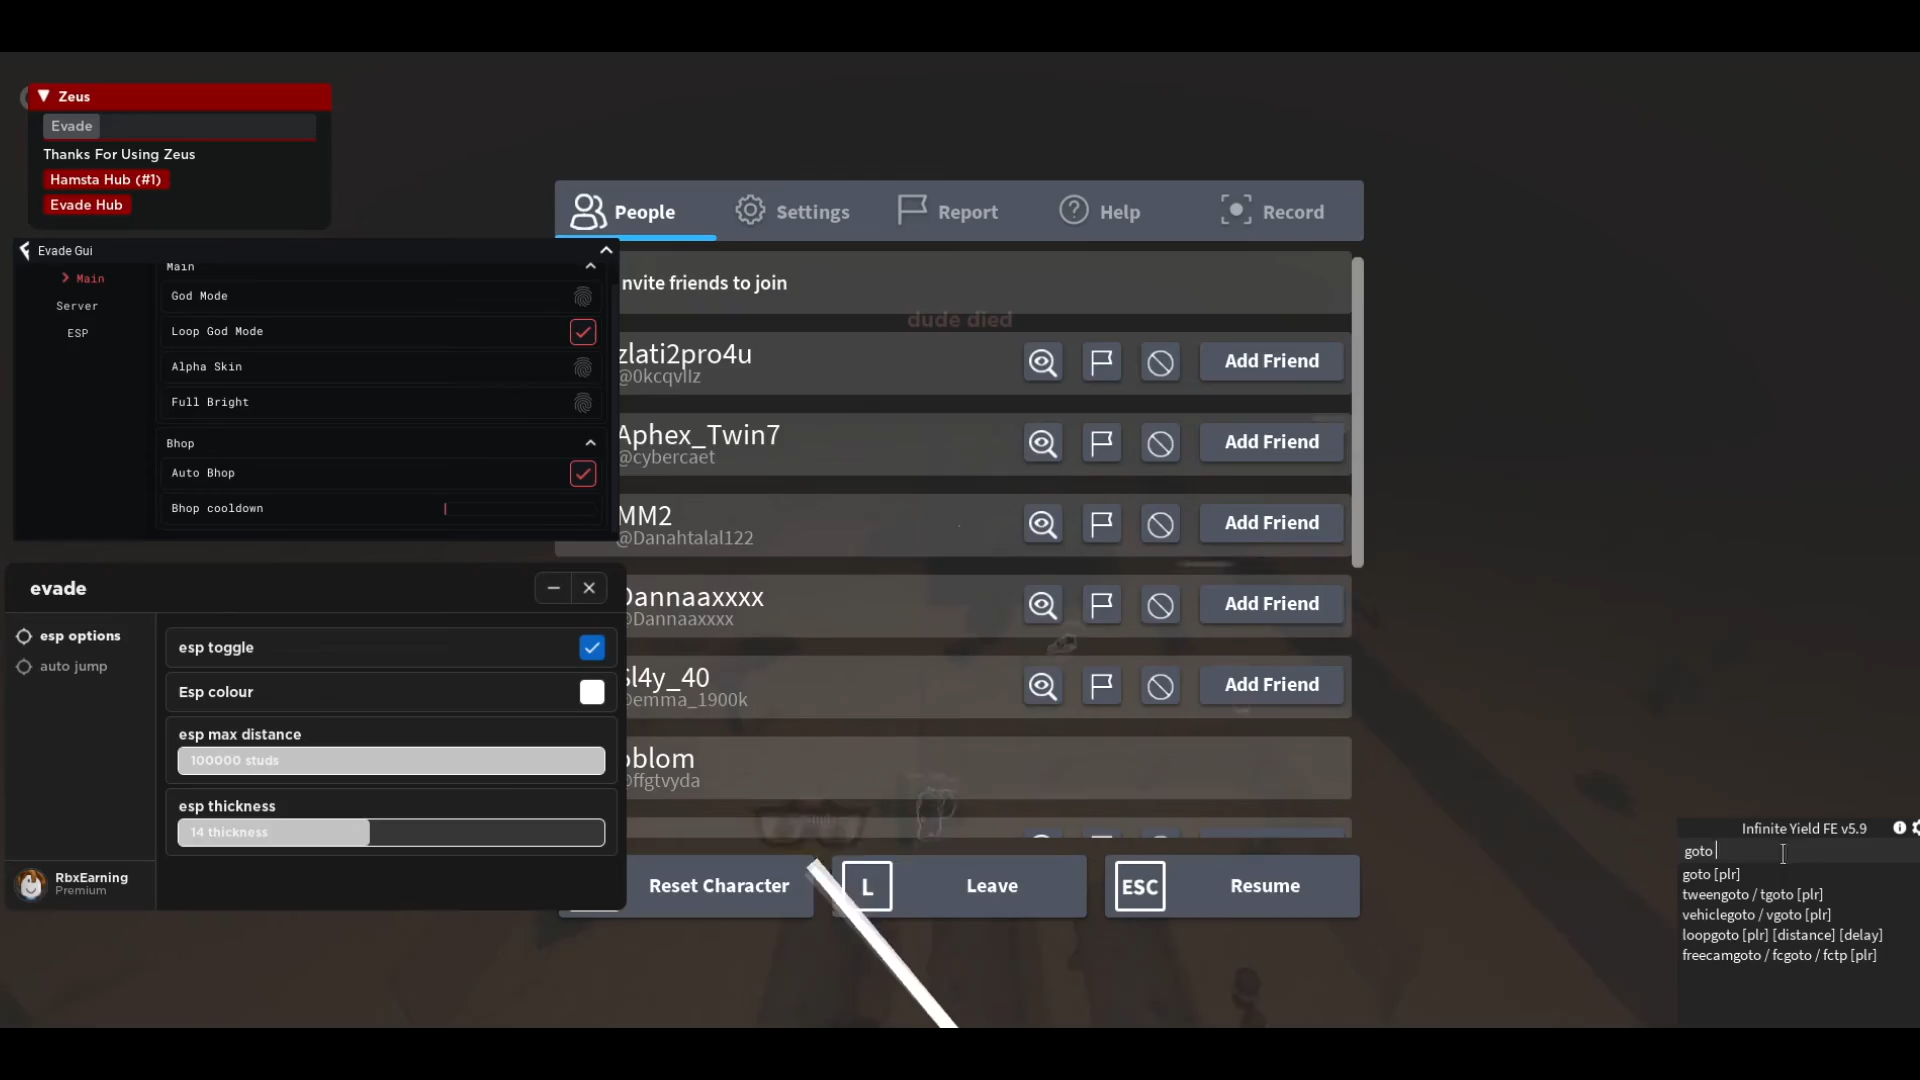 Zeus
Evade
Thanks For Using Zeus
Hamsta Hub (#1)
Evade Hub
Evade Gui
Main
Server
ESP
Main
God Mode
Loop God Mode
Alpha Skin
Full Bright
Bhop
Auto Bhop
Bhop cooldown
evade
esp options
auto jump
esp toggle
Esp colour
esp max distance
100000 studs
esp thickness
14 thickness
RbxEarning
Premium
People
Settings
Report
Help
Record
nvite friends to join
dude died
zlati2pro4u
@0kcqvllz
Add Friend
Aphex_Twin7
@cybercaet
Add Friend
MM2
@Danahtalal122
Add Friend
Dannaaxxxx
@Dannaaxxxx
Add Friend
Sl4y_40
@emma_1900k
Add Friend
oblom
@ffgtvyda
Reset Character
L
Leave
ESC
Resume
Infinite Yield FE v5.9
goto
goto [plr]
tweengoto / tgoto [plr]
vehiclegoto / vgoto [plr]
loopgoto [plr] [distance] [delay]
freecamgoto / fcgoto / fctp [plr]